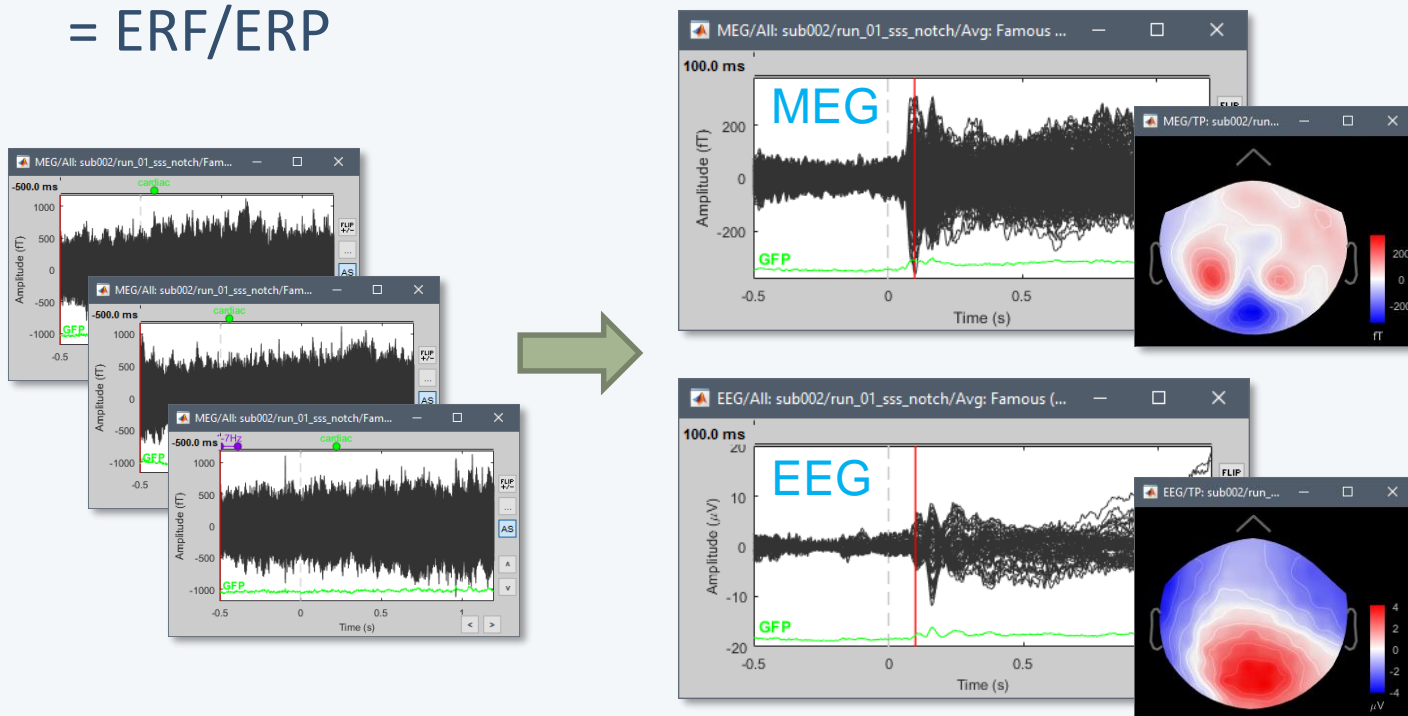 = ERF/ERP
MEG/All: sub002/run_01_sss_notch/Fam...
-500.0 ms
cardiac
1000
500
0
-500
-1000
Amplitude (fT)
GFP
-0.5
FLIP
+/-
...
AS
MEG/All: sub002/run_01_sss_notch/Fam...
-500.0 ms
cardiac
1000
500
0
-500
-1000
Amplitude (fT)
GFP
-0.5
FLIP
+/-
...
AS
MEG/All: sub002/run_01_sss_notch/Fam...
-500.0 ms
-7Hz
cardiac
1000
500
0
-500
-1000
Amplitude (fT)
GFP
-0.5
0
0.5
1
Time (s)
FLIP
+/-
...
AS
∧
∨
<
>
MEG/All: sub002/run_01_sss_notch/Avg: Famous ...
100.0 ms
MEG
200
0
-200
Amplitude (fT)
GFP
-0.5
0
0.5
Time (s)
FLIP
MEG/TP: sub002/run...
200
0
-200
fT
EEG/All: sub002/run_01_sss_notch/Avg: Famous (...
100.0 ms
EEG
20
10
0
-10
-20
Amplitude (μV)
GFP
-0.5
0
0.5
Time (s)
FLIP
EEG/TP: sub002/run_...
4
2
0
-2
-4
μV